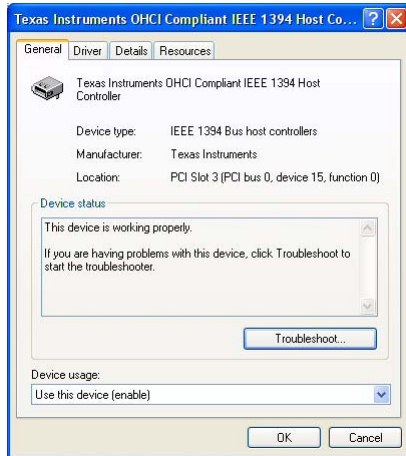 Texas Instruments OHCI Compliant IEEE 1394 Host Co...
General Driver Details Resources
Texas Instruments OHCI Compliant IEEE 1394 Host
Controller
Device type: IEEE 1394 Bus host controllers
Manufacturer: Texas Instruments
Location: PCI Slot 3 (PCI bus 0, device 15, function 0)
Device status
This device is working properly.
If you are having problems with this device, click Troubleshoot to
start the troubleshooter.
Troubleshoot...
Device usage:
Use this device (enable)
OK Cancel